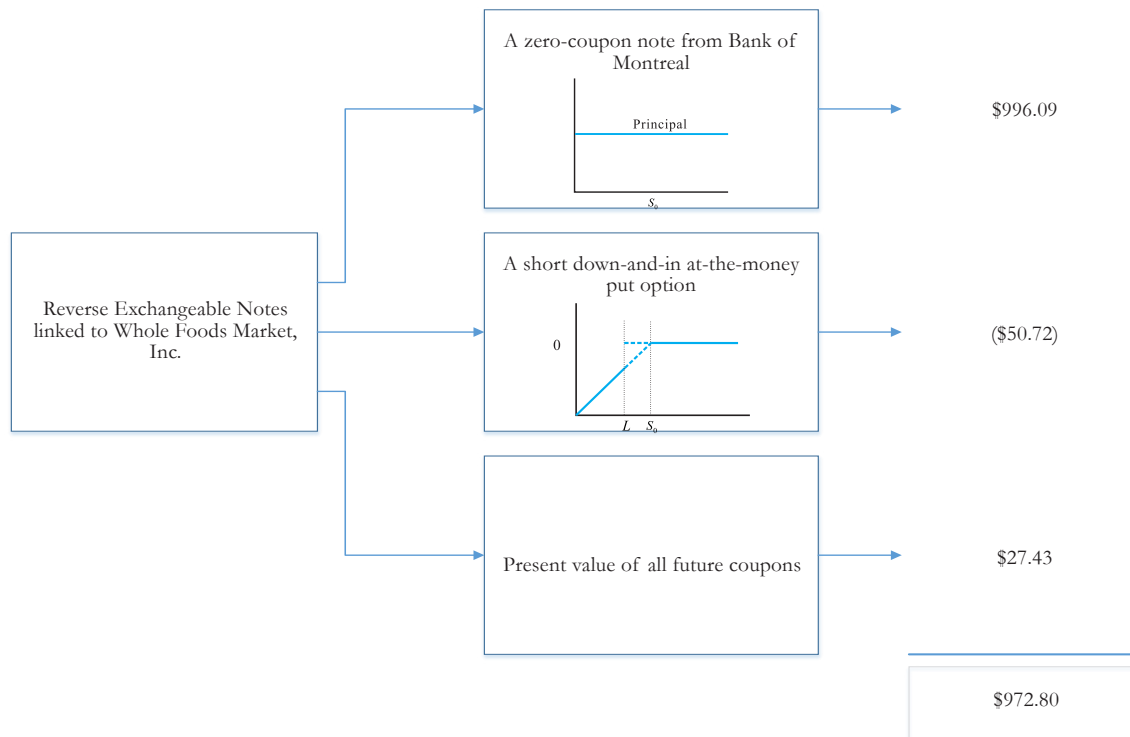 A zero-coupon note from Bank of
Montreal
Principal
S₀
$996.09
Reverse Exchangeable Notes
linked to Whole Foods Market,
Inc.
A short down-and-in at-the-money
put option
0
L S₀
($50.72)
Present value of all future coupons
$27.43
$972.80